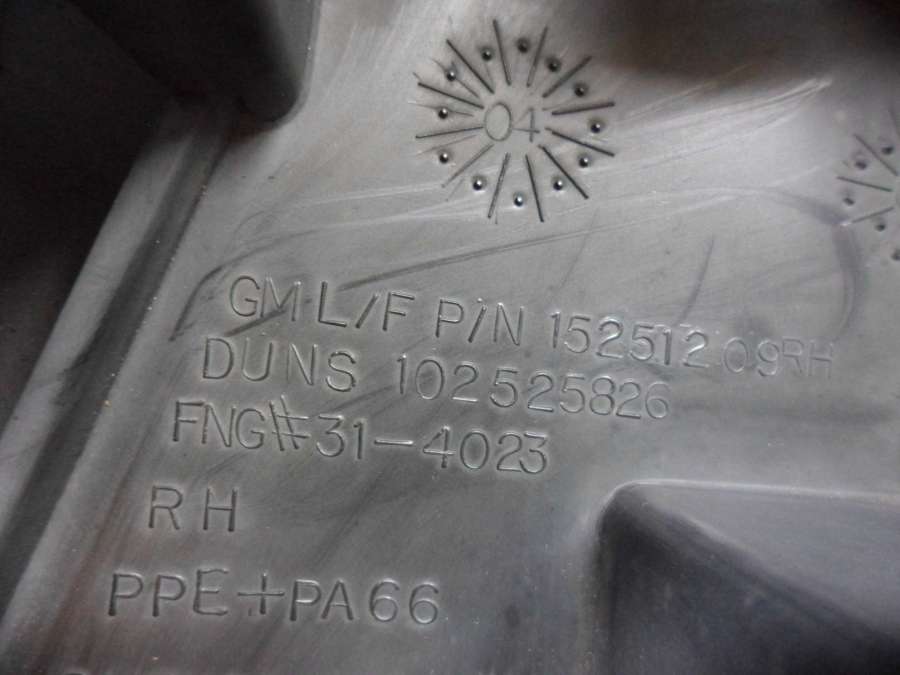 04
GM L/F P/N 15251209RH
DUNS 102525826
FNG#31-4023
RH
PPE+PA66